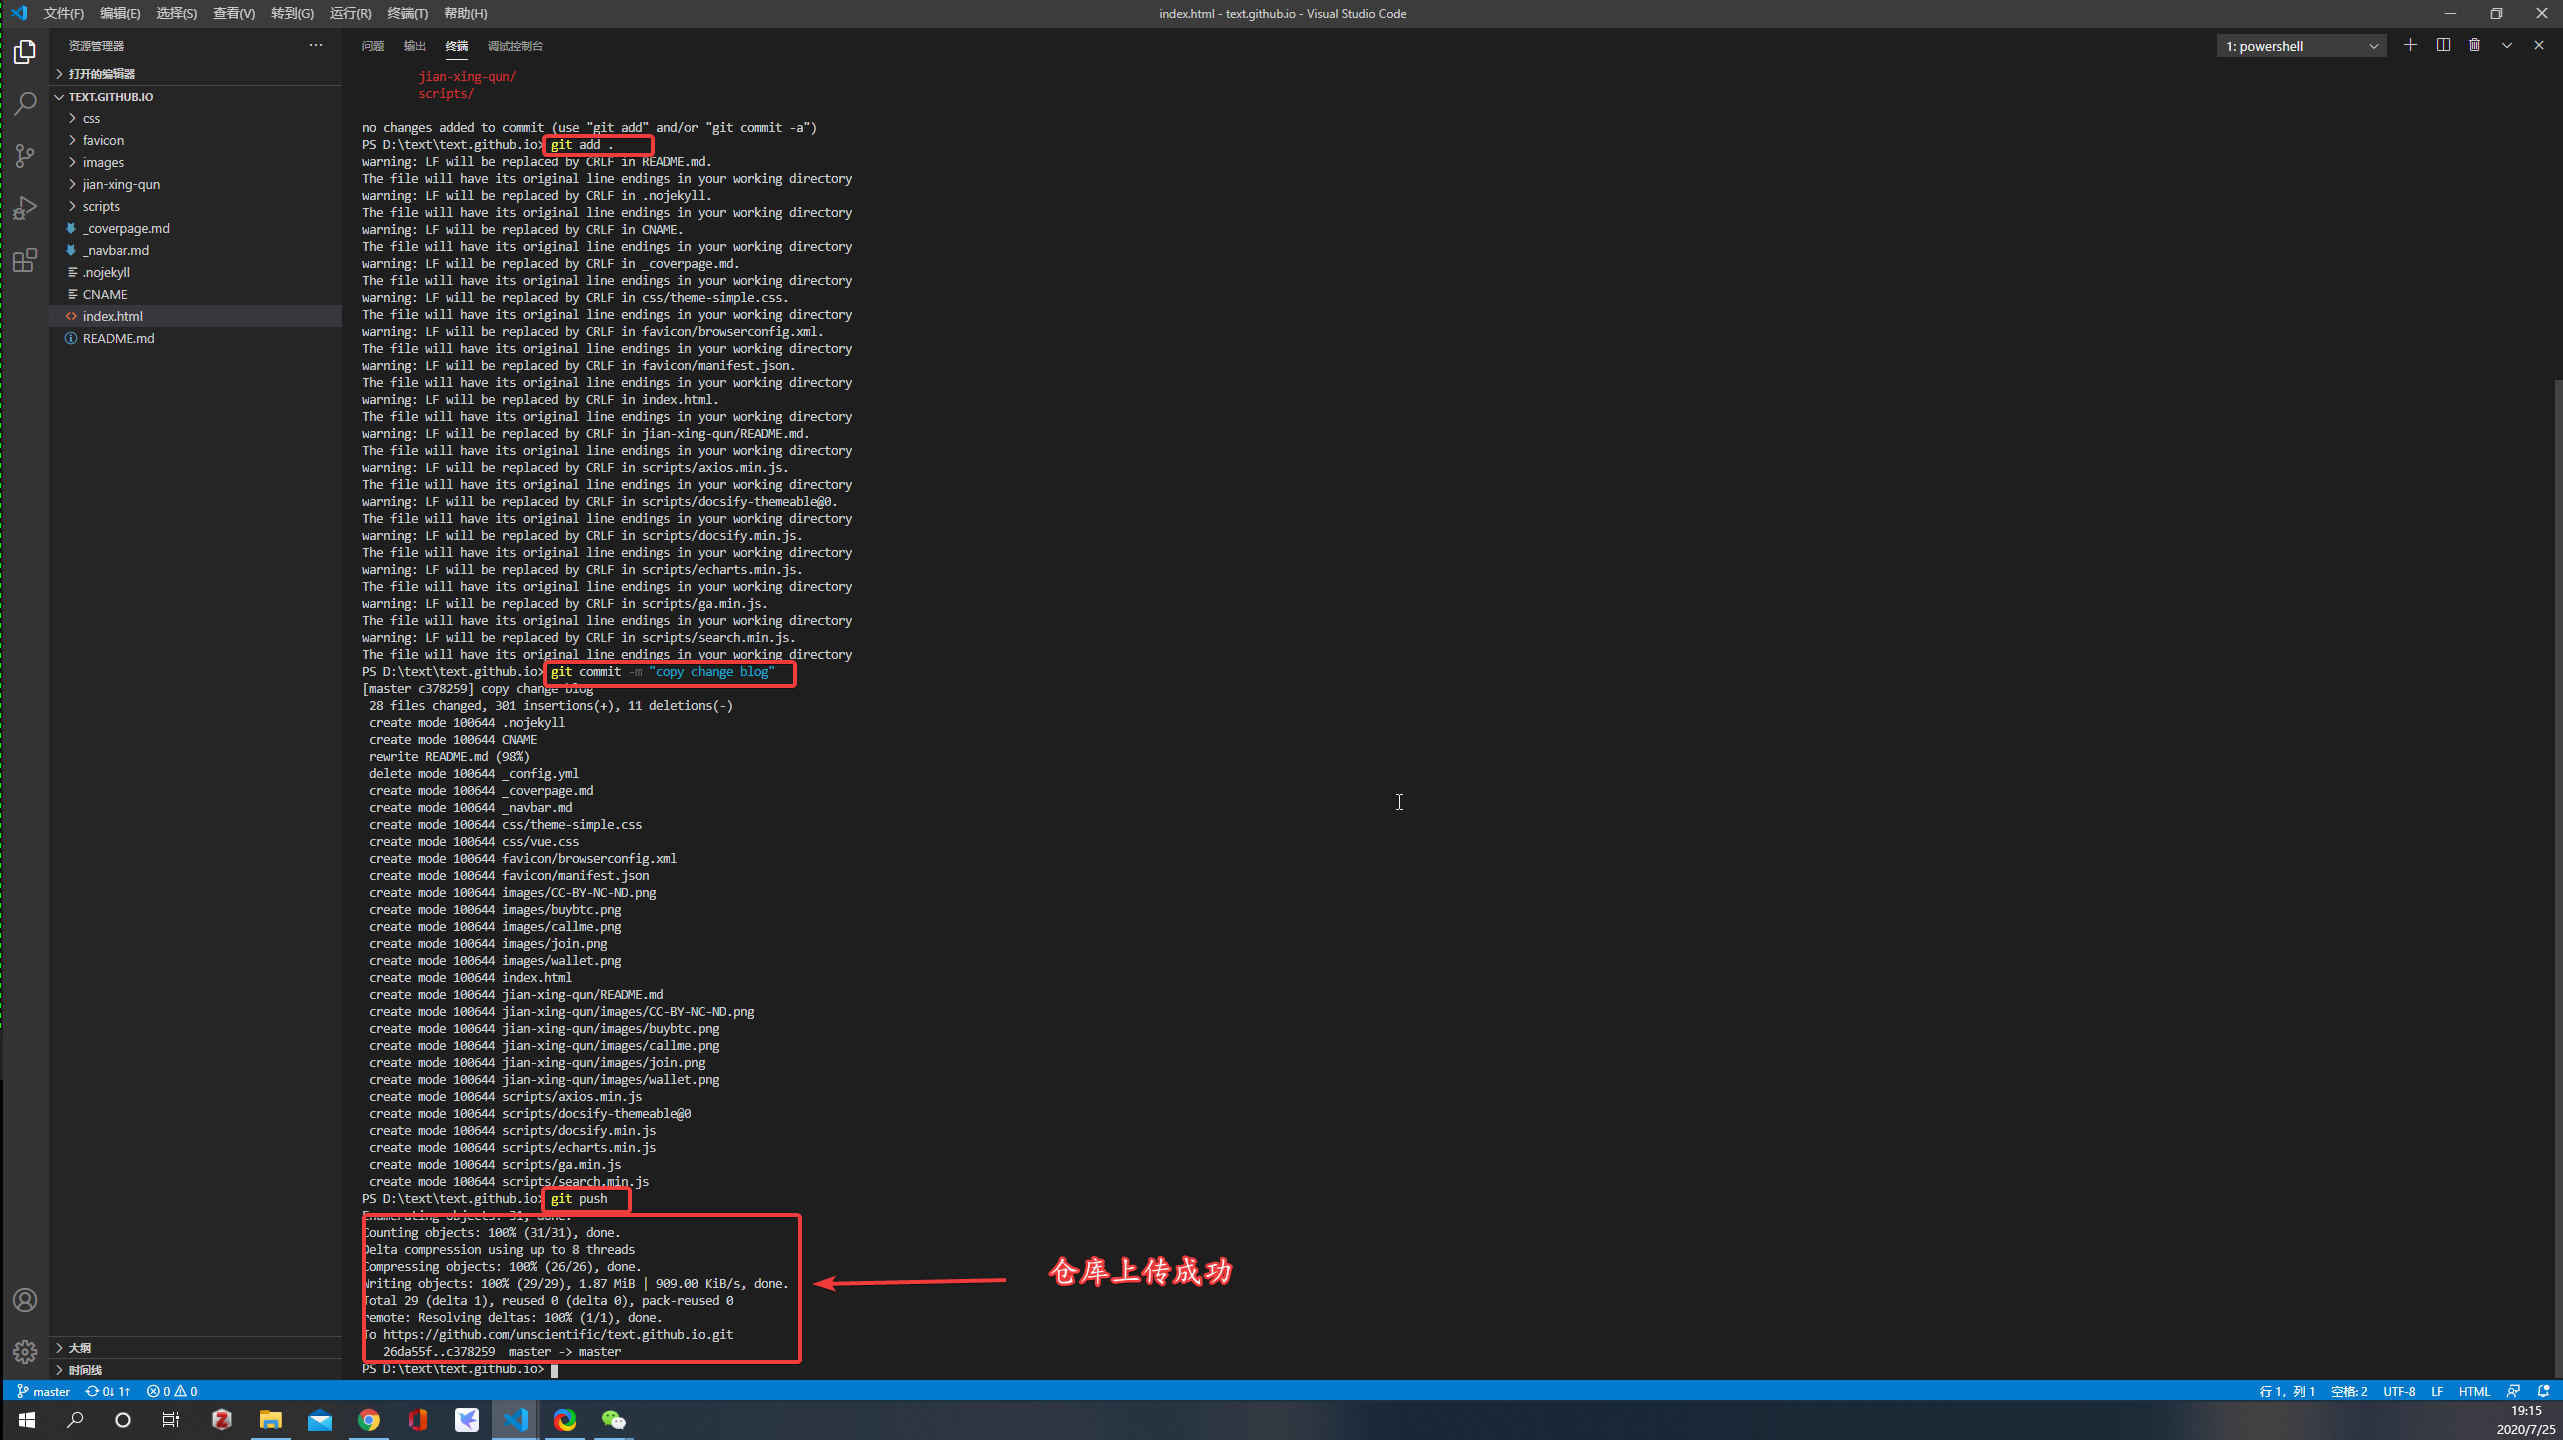 文件(F) 编辑(E) 选择(S) 查看(V) 转到(G) 运行(R) 终端(T) 帮助(H)
index.html - text.github.io - Visual Studio Code
资源管理器
打开的编辑器
TEXT.GITHUB.IO
css
favicon
images
jian-xing-qun
scripts
_coverpage.md
_navbar.md
.nojekyll
CNAME
index.html
README.md
大纲
时间线
问题 输出 终端 调试控制台
1: powershell
jian-xing-qun/
scripts/
no changes added to commit (use "git add" and/or "git commit -a")
PS D:\text\text.github.io> git add .
warning: LF will be replaced by CRLF in README.md.
The file will have its original line endings in your working directory
warning: LF will be replaced by CRLF in .nojekyll.
The file will have its original line endings in your working directory
warning: LF will be replaced by CRLF in CNAME.
The file will have its original line endings in your working directory
warning: LF will be replaced by CRLF in _coverpage.md.
The file will have its original line endings in your working directory
warning: LF will be replaced by CRLF in css/theme-simple.css.
The file will have its original line endings in your working directory
warning: LF will be replaced by CRLF in favicon/browserconfig.xml.
The file will have its original line endings in your working directory
warning: LF will be replaced by CRLF in favicon/manifest.json.
The file will have its original line endings in your working directory
warning: LF will be replaced by CRLF in index.html.
The file will have its original line endings in your working directory
warning: LF will be replaced by CRLF in jian-xing-qun/README.md.
The file will have its original line endings in your working directory
warning: LF will be replaced by CRLF in scripts/axios.min.js.
The file will have its original line endings in your working directory
warning: LF will be replaced by CRLF in scripts/docsify-themeable@0.
The file will have its original line endings in your working directory
warning: LF will be replaced by CRLF in scripts/docsify.min.js.
The file will have its original line endings in your working directory
warning: LF will be replaced by CRLF in scripts/echarts.min.js.
The file will have its original line endings in your working directory
warning: LF will be replaced by CRLF in scripts/ga.min.js.
The file will have its original line endings in your working directory
warning: LF will be replaced by CRLF in scripts/search.min.js.
The file will have its original line endings in your working directory
PS D:\text\text.github.io> git commit -m "copy change blog"
[master c378259] copy change blog
28 files changed, 301 insertions(+), 11 deletions(-)
create mode 100644 .nojekyll
create mode 100644 CNAME
rewrite README.md (98%)
delete mode 100644 _config.yml
create mode 100644 _coverpage.md
create mode 100644 _navbar.md
create mode 100644 css/theme-simple.css
create mode 100644 css/vue.css
create mode 100644 favicon/browserconfig.xml
create mode 100644 favicon/manifest.json
create mode 100644 images/CC-BY-NC-ND.png
create mode 100644 images/buybtc.png
create mode 100644 images/callme.png
create mode 100644 images/join.png
create mode 100644 images/wallet.png
create mode 100644 index.html
create mode 100644 jian-xing-qun/README.md
create mode 100644 jian-xing-qun/images/CC-BY-NC-ND.png
create mode 100644 jian-xing-qun/images/buybtc.png
create mode 100644 jian-xing-qun/images/callme.png
create mode 100644 jian-xing-qun/images/join.png
create mode 100644 jian-xing-qun/images/wallet.png
create mode 100644 scripts/axios.min.js
create mode 100644 scripts/docsify-themeable@0
create mode 100644 scripts/docsify.min.js
create mode 100644 scripts/echarts.min.js
create mode 100644 scripts/ga.min.js
create mode 100644 scripts/search.min.js
PS D:\text\text.github.io> git push
Enumerating objects: 31, done.
Counting objects: 100% (31/31), done.
Delta compression using up to 8 threads
Compressing objects: 100% (26/26), done.
Writing objects: 100% (29/29), 1.87 MiB | 909.00 KiB/s, done.
Total 29 (delta 1), reused 0 (delta 0), pack-reused 0
remote: Resolving deltas: 100% (1/1), done.
To https://github.com/unscientific/text.github.io.git
26da55f..c378259 master -> master
PS D:\text\text.github.io>
仓库上传成功
master 0↓ 1↑ 0 0
行 1, 列 1 空格: 2 UTF-8 LF HTML
19:15
2020/7/25